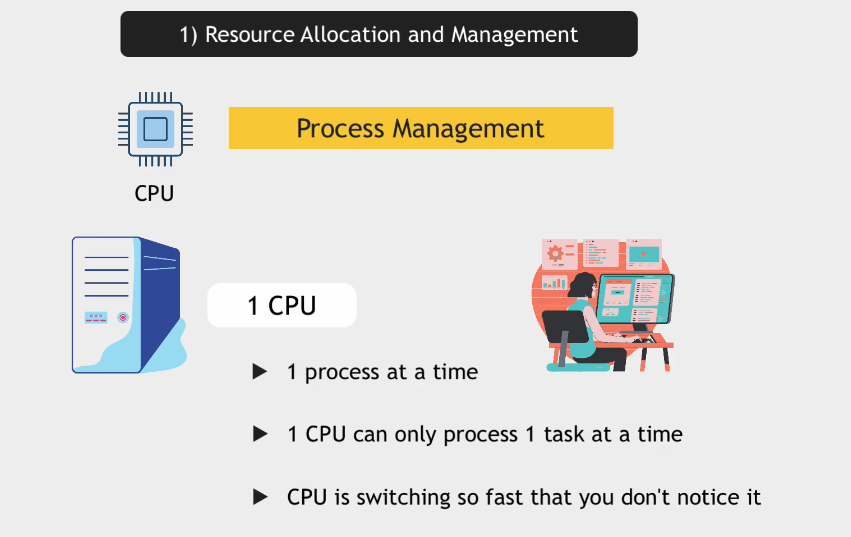 1) Resource Allocation and Management
Process Management
CPU
1 CPU
1 process at a time
1 CPU can only process 1 task at a time
CPU is switching so fast that you don't notice it